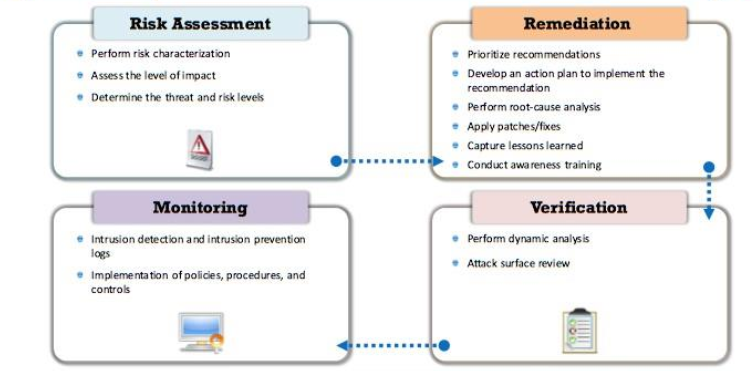 Risk Assessment
Perform risk characterization
Assess the level of impact
Determine the threat and risk levels
Remediation
Prioritize recommendations
Develop an action plan to implement the
recommendation
Perform root-cause analysis
Apply patches/fixes
Capture lessons learned
Conduct awareness training
Monitoring
Intrusion detection and intrusion prevention
logs
Implementation of policies, procedures, and
controls
Verification
Perform dynamic analysis
Attack surface review